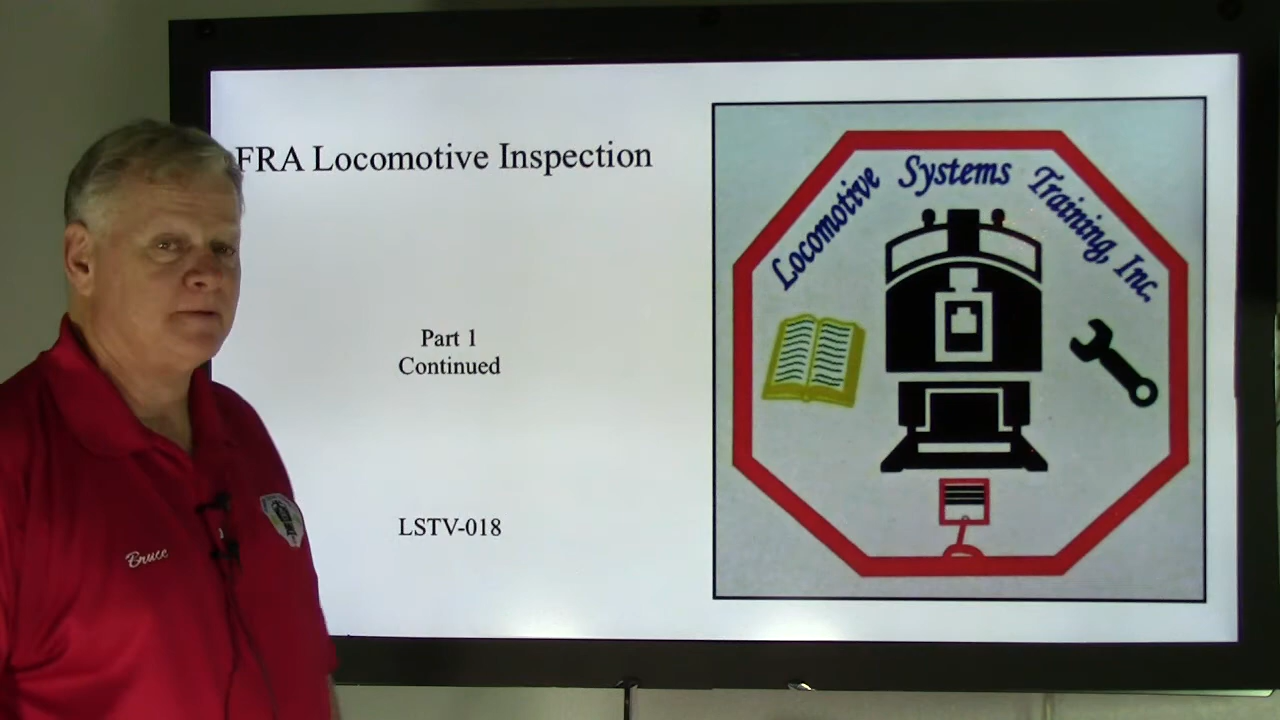 FRA Locomotive Inspection
Part 1
Continued
LSTV-018
Locomotive Systems Training, Inc.
Bruce